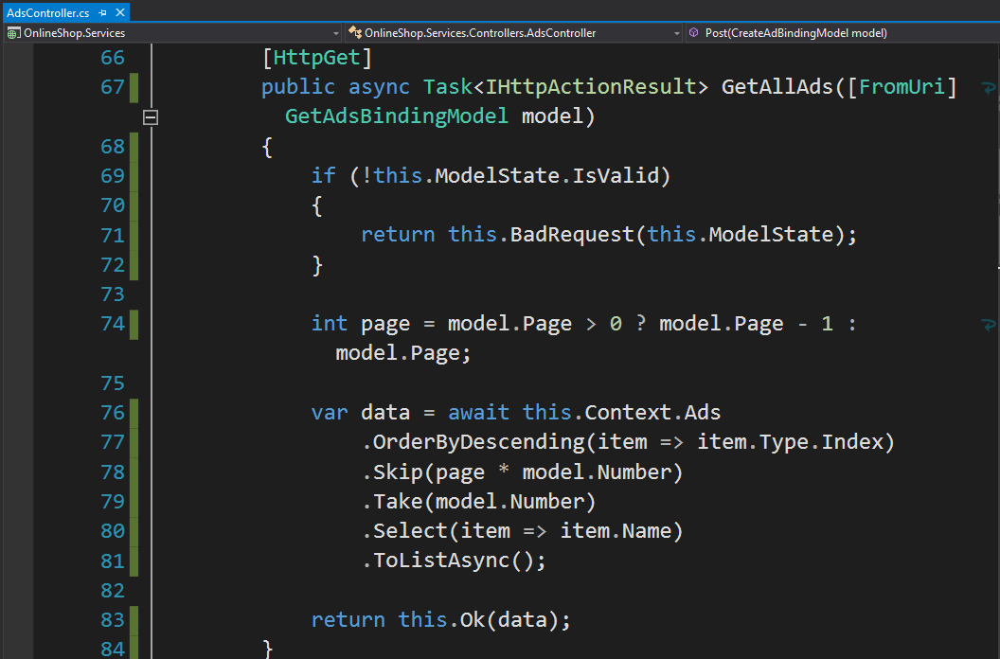 AdsController.cs
OnlineShop.Services
OnlineShop.Services.Controllers.AdsController
Post(CreateAdBindingModel model)
66 [HttpGet]
67 public async Task<IHttpActionResult> GetAllAds([FromUri]
GetAdsBindingModel model)
68 {
69 if (!this.ModelState.IsValid)
70 {
71 return this.BadRequest(this.ModelState);
72 }
73
74 int page = model.Page > 0 ? model.Page - 1 :
model.Page;
75
76 var data = await this.Context.Ads
77 .OrderByDescending(item => item.Type.Index)
78 .Skip(page * model.Number)
79 .Take(model.Number)
80 .Select(item => item.Name)
81 .ToListAsync();
82
83 return this.Ok(data);
84 }